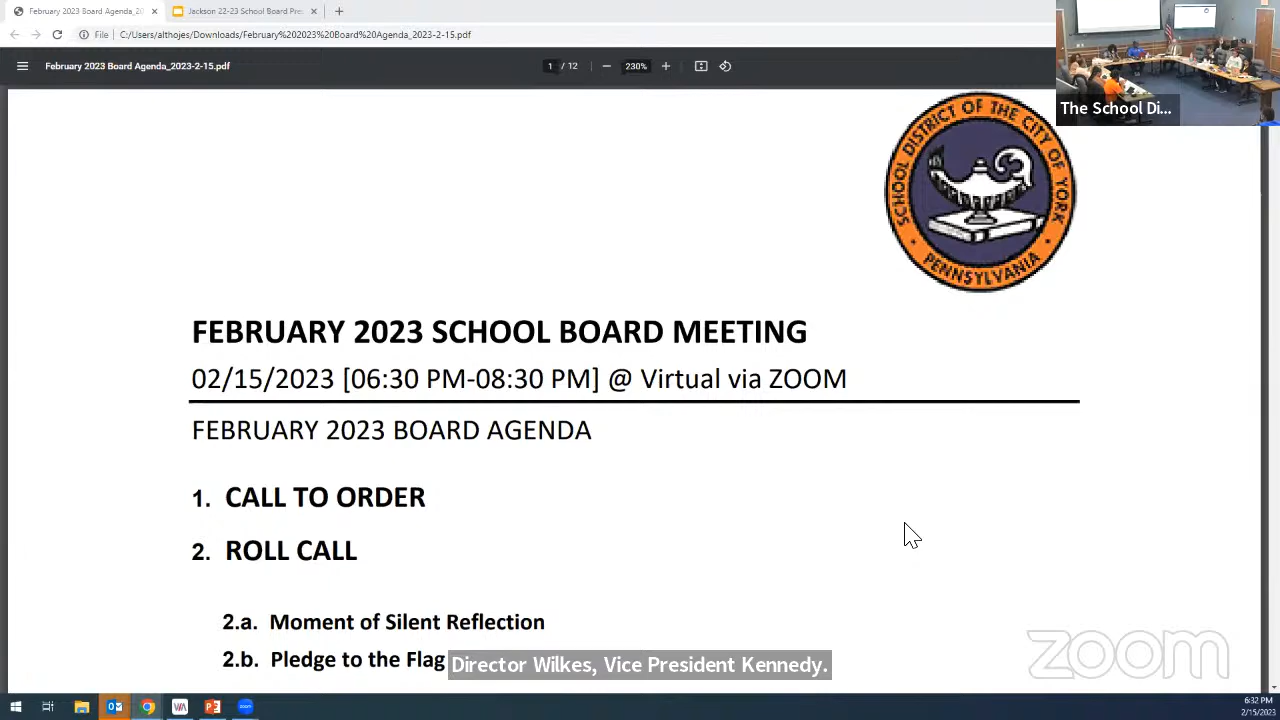 February 2023 Board Agenda_20
Jackson 22-23 School Board Pre
File
C:/Users/althojes/Downloads/February%202023%20Board%20Agenda_2023-2-15.pdf
February 2023 Board Agenda_2023-2-15.pdf
1 / 12
230%
The School Di...
SCHOOL DISTRICT OF THE CITY OF YORK
PENNSYLVANIA
FEBRUARY 2023 SCHOOL BOARD MEETING
02/15/2023 [06:30 PM-08:30 PM] @ Virtual via ZOOM
FEBRUARY 2023 BOARD AGENDA
1. CALL TO ORDER
2. ROLL CALL
2.a. Moment of Silent Reflection
2.b. Pledge to the Flag
Director Wilkes, Vice President Kennedy.
zoom
zoom
6:32 PM
2/15/2023